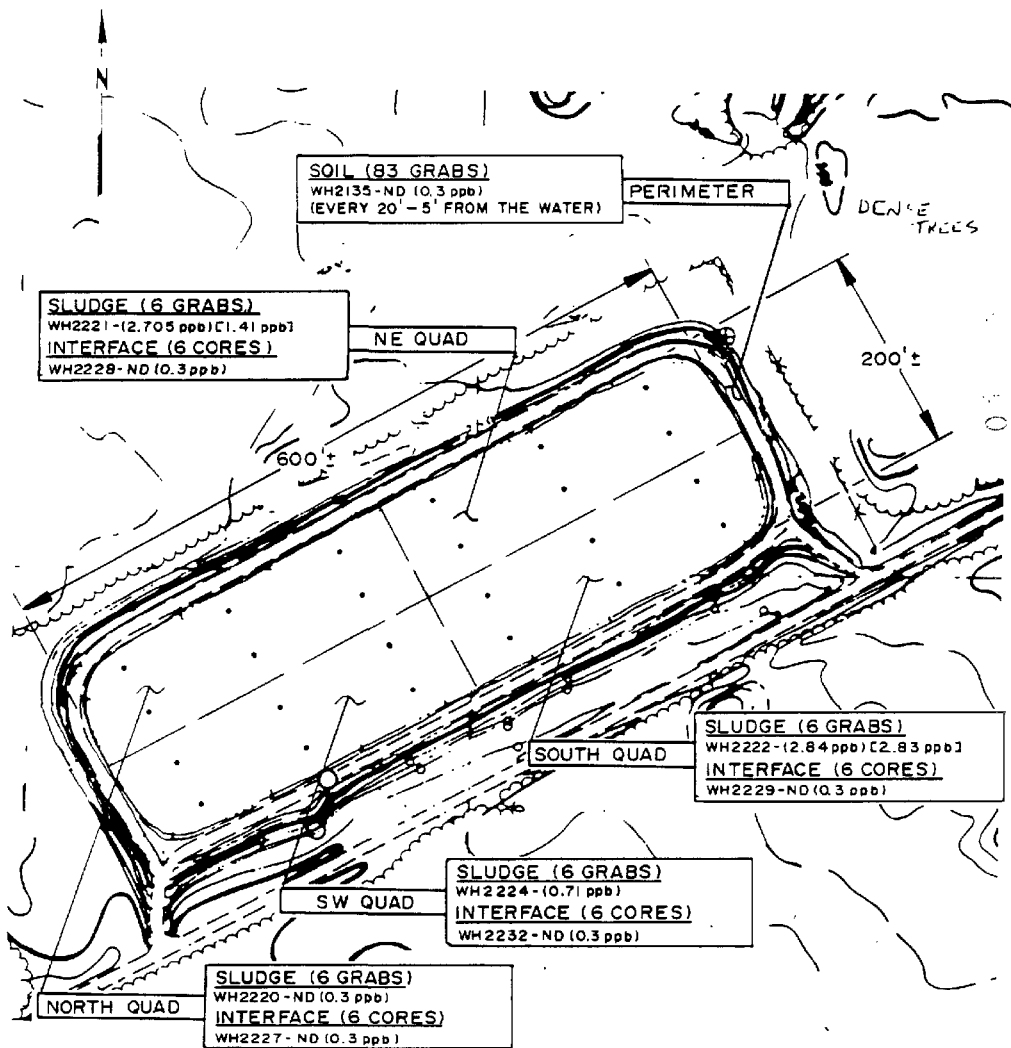 N
SOIL (83 GRABS)
WH2135-ND (0.3 ppb)
(EVERY 20'-5' FROM THE WATER)
PERIMETER
DENSE
TREES
SLUDGE (6 GRABS)
WH2221-(2.705 ppb)[1.41 ppb]
INTERFACE (6 CORES)
WH2228-ND (0.3 ppb)
NE QUAD
200'±
600'±
SOUTH QUAD
SLUDGE (6 GRABS)
WH2222-(2.84 ppb)[2.83 ppb]
INTERFACE (6 CORES)
WH2229-ND (0.3 ppb)
SW QUAD
SLUDGE (6 GRABS)
WH2224-(0.71 ppb)
INTERFACE (6 CORES)
WH2232-ND (0.3 ppb)
NORTH QUAD
SLUDGE (6 GRABS)
WH2220-ND (0.3 ppb)
INTERFACE (6 CORES)
WH2227-ND (0.3 ppb)